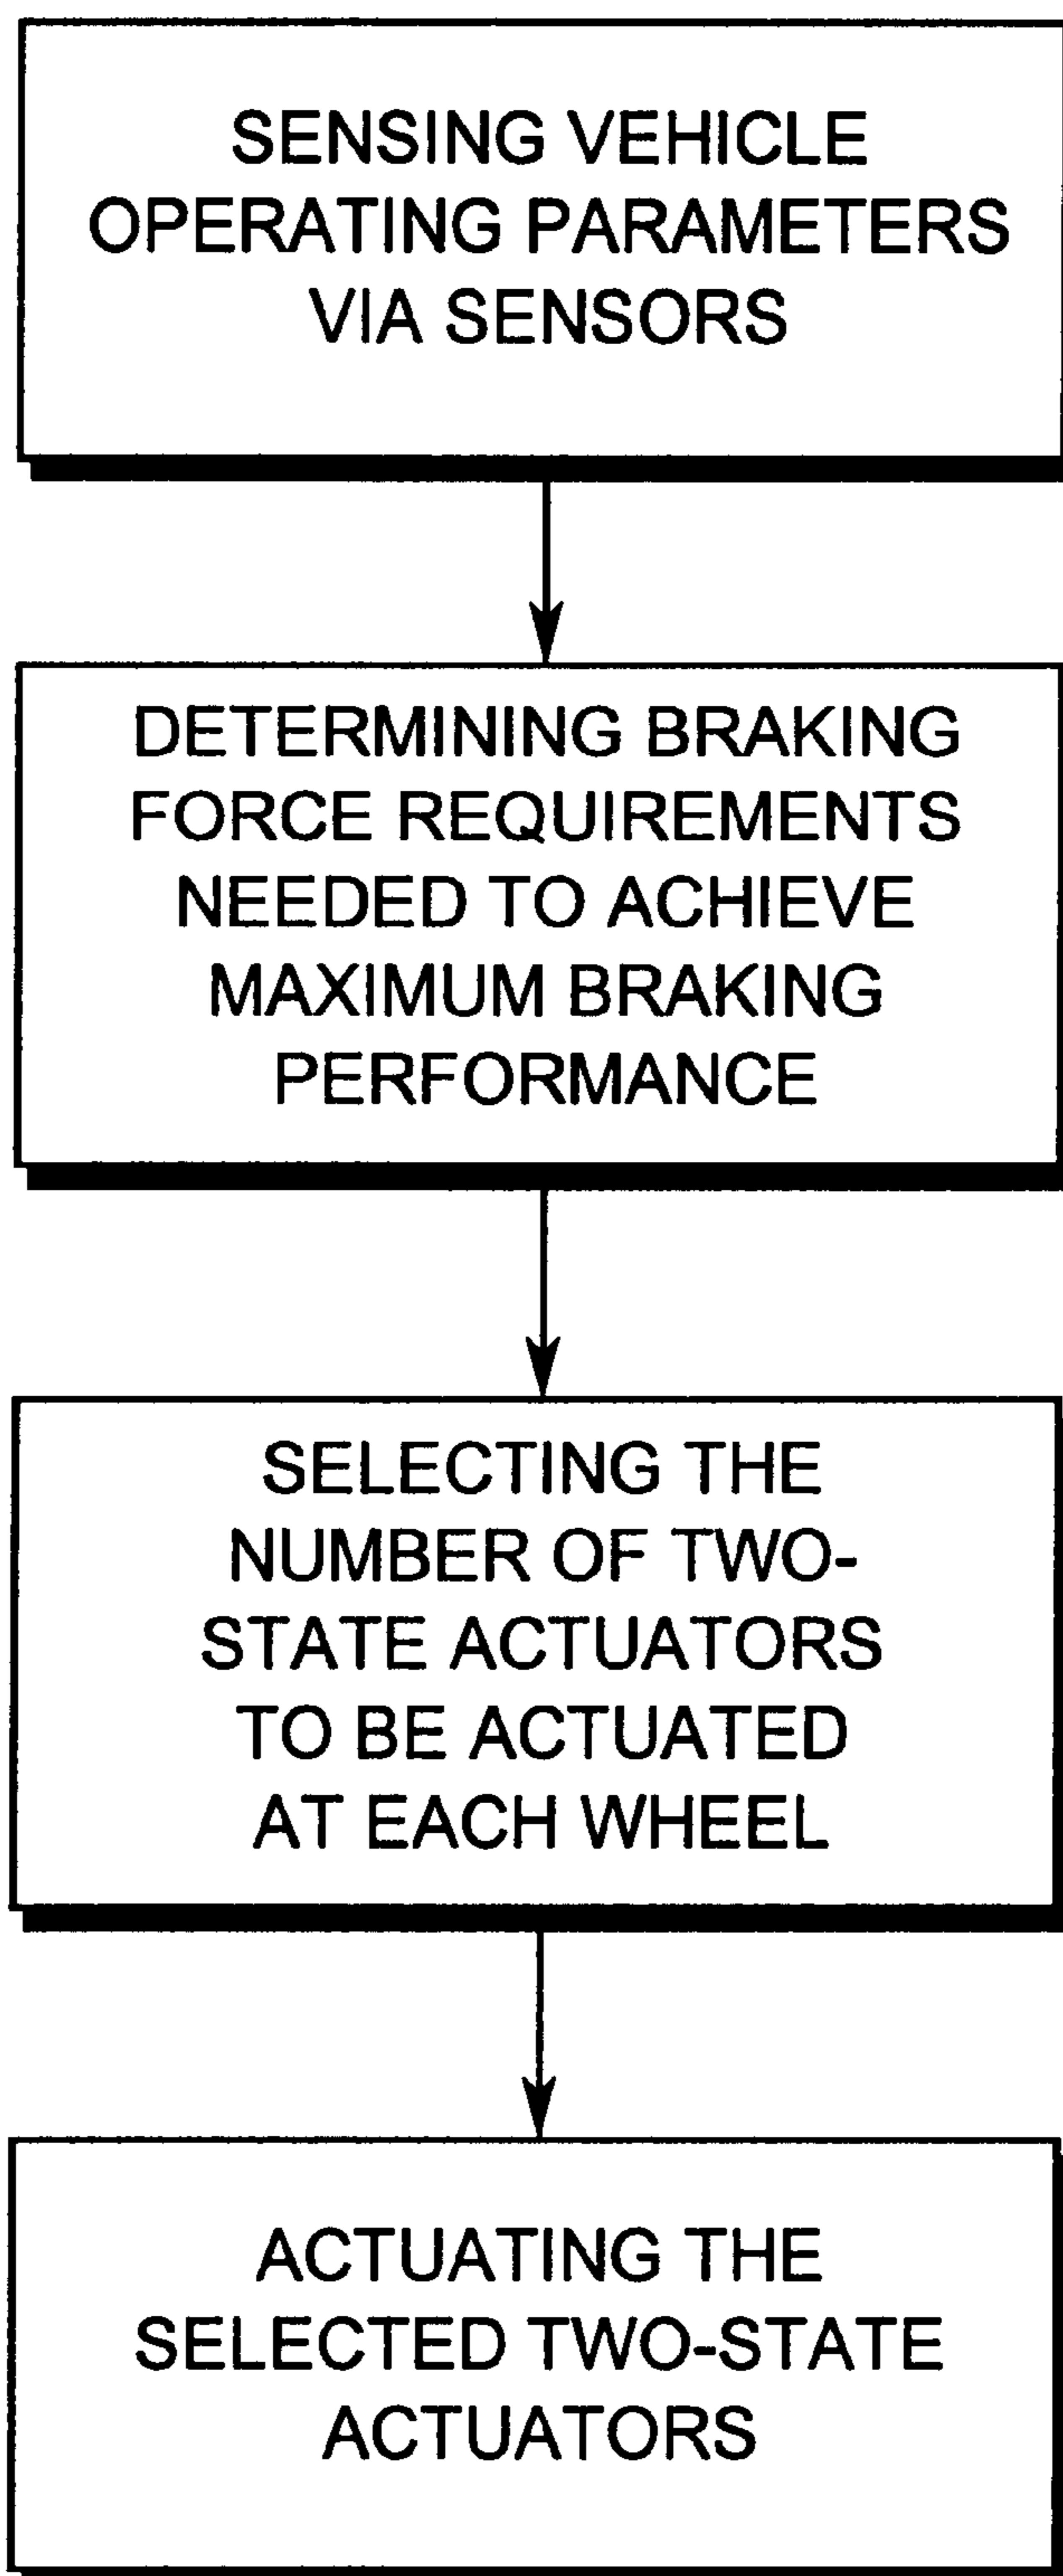 SENSING VEHICLE
OPERATING PARAMETERS
VIA SENSORS
DETERMINING BRAKING
FORCE REQUIREMENTS
NEEDED TO ACHIEVE
MAXIMUM BRAKING
PERFORMANCE
SELECTING THE
NUMBER OF TWO-
STATE ACTUATORS
TO BE ACTUATED
AT EACH WHEEL
ACTUATING THE
SELECTED TWO-STATE
ACTUATORS